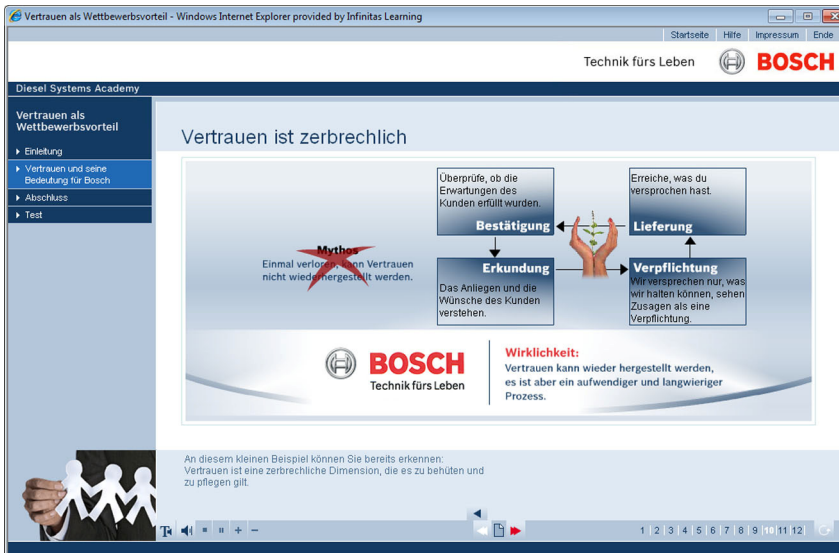 Vertrauen als Wettbewerbsvorteil - Windows Internet Explorer provided by Infinitas Learning
Startseite | Hilfe | Impressum | Ende
Technik fürs Leben
BOSCH
Diesel Systems Academy
Vertrauen als
Wettbewerbsvorteil
Einleitung
Vertrauen und seine
Bedeutung für Bosch
Abschluss
Test
Vertrauen ist zerbrechlich
Mythos
Einmal verloren, kann Vertrauen
nicht wiederhergestellt werden.
Überprüfe, ob die
Erwartungen des
Kunden erfüllt wurden.
Bestätigung
Erreiche, was du
versprochen hast.
Lieferung
Erkundung
Das Anliegen und die
Wünsche des Kunden
verstehen.
Verpflichtung
Wir versprechen nur, was
wir halten können, sehen
Zusagen als eine
Verpflichtung.
BOSCH
Technik fürs Leben
Wirklichkeit:
Vertrauen kann wieder hergestellt werden,
es ist aber ein aufwendiger und langwieriger
Prozess.
An diesem kleinen Beispiel können Sie bereits erkennen:
Vertrauen ist eine zerbrechliche Dimension, die es zu behüten und
zu pflegen gilt.
1 | 2 | 3 | 4 | 5 | 6 | 7 | 8 | 9 | 10 | 11 | 12 |